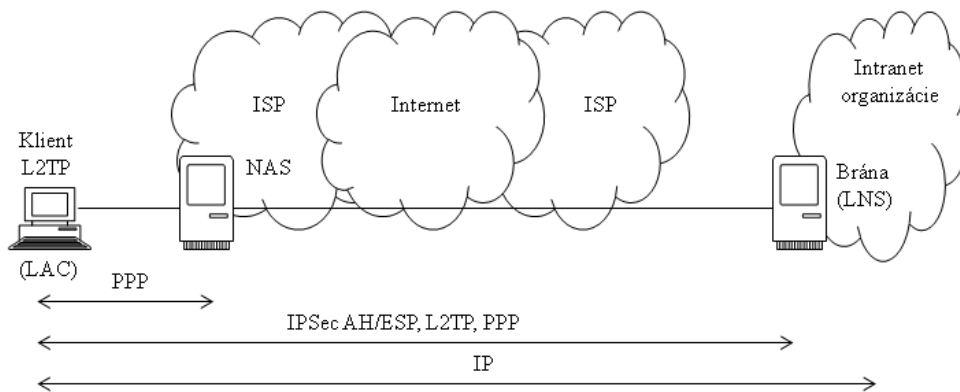 ISP
Internet
ISP
Intranet
organizácie
Klient
L2TP
NAS
Brána
(LNS)
(LAC)
PPP
IPSec AH/ESP, L2TP, PPP
IP